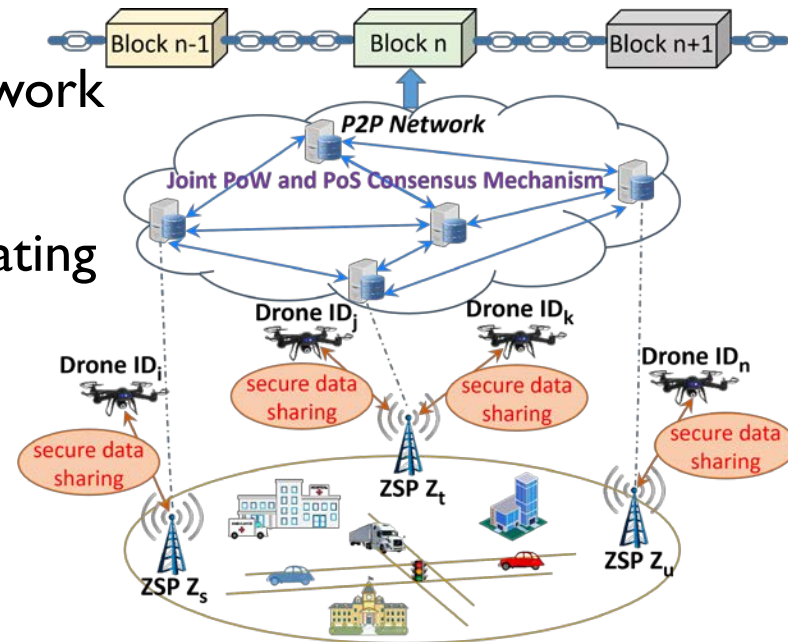 Block n-1
Block n
Block n+1
work
P2P Network
Joint PoW and PoS Consensus Mechanism
ating
Drone IDj
Drone IDk
Drone IDi
Drone IDn
secure data
sharing
secure data
sharing
secure data
sharing
secure data
sharing
ZSP Zt
ZSP Zs
ZSP Zu